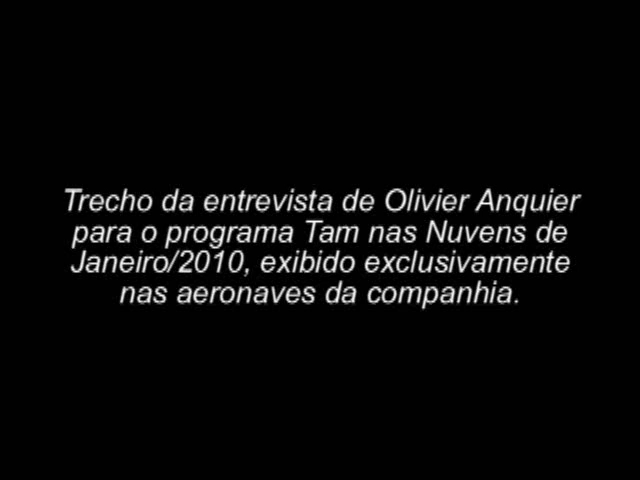 Trecho da entrevista de Olivier Anquier
para o programa Tam nas Nuvens de
Janeiro/2010, exibido exclusivamente
nas aeronaves da companhia.